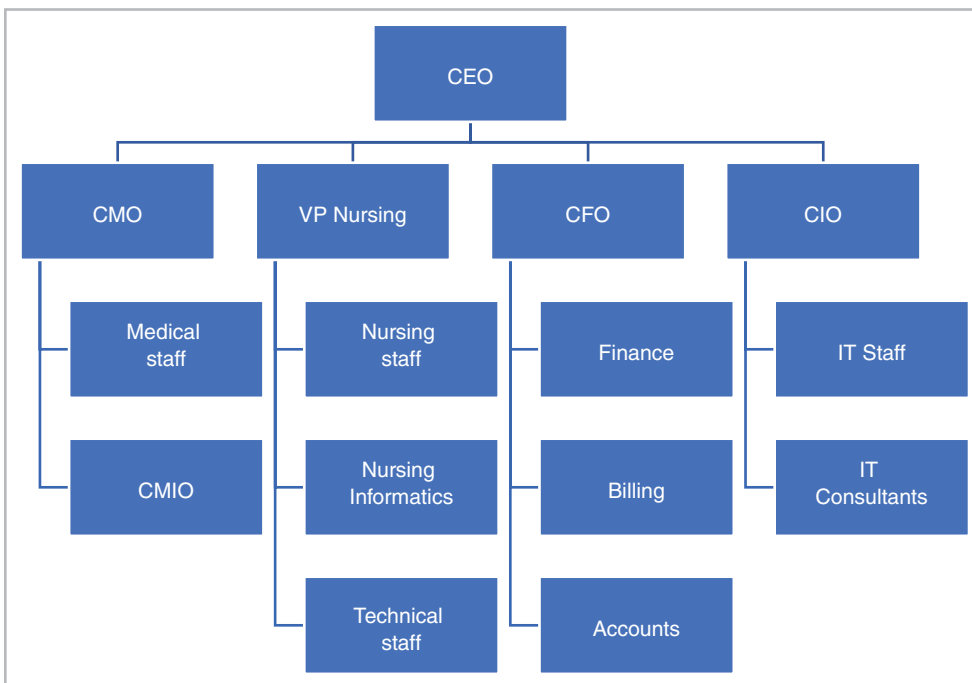 CEO
CMO
VP Nursing
CFO
CIO
Medical
staff
Nursing
staff
Finance
IT Staff
CMIO
Nursing
Informatics
Billing
IT
Consultants
Technical
staff
Accounts